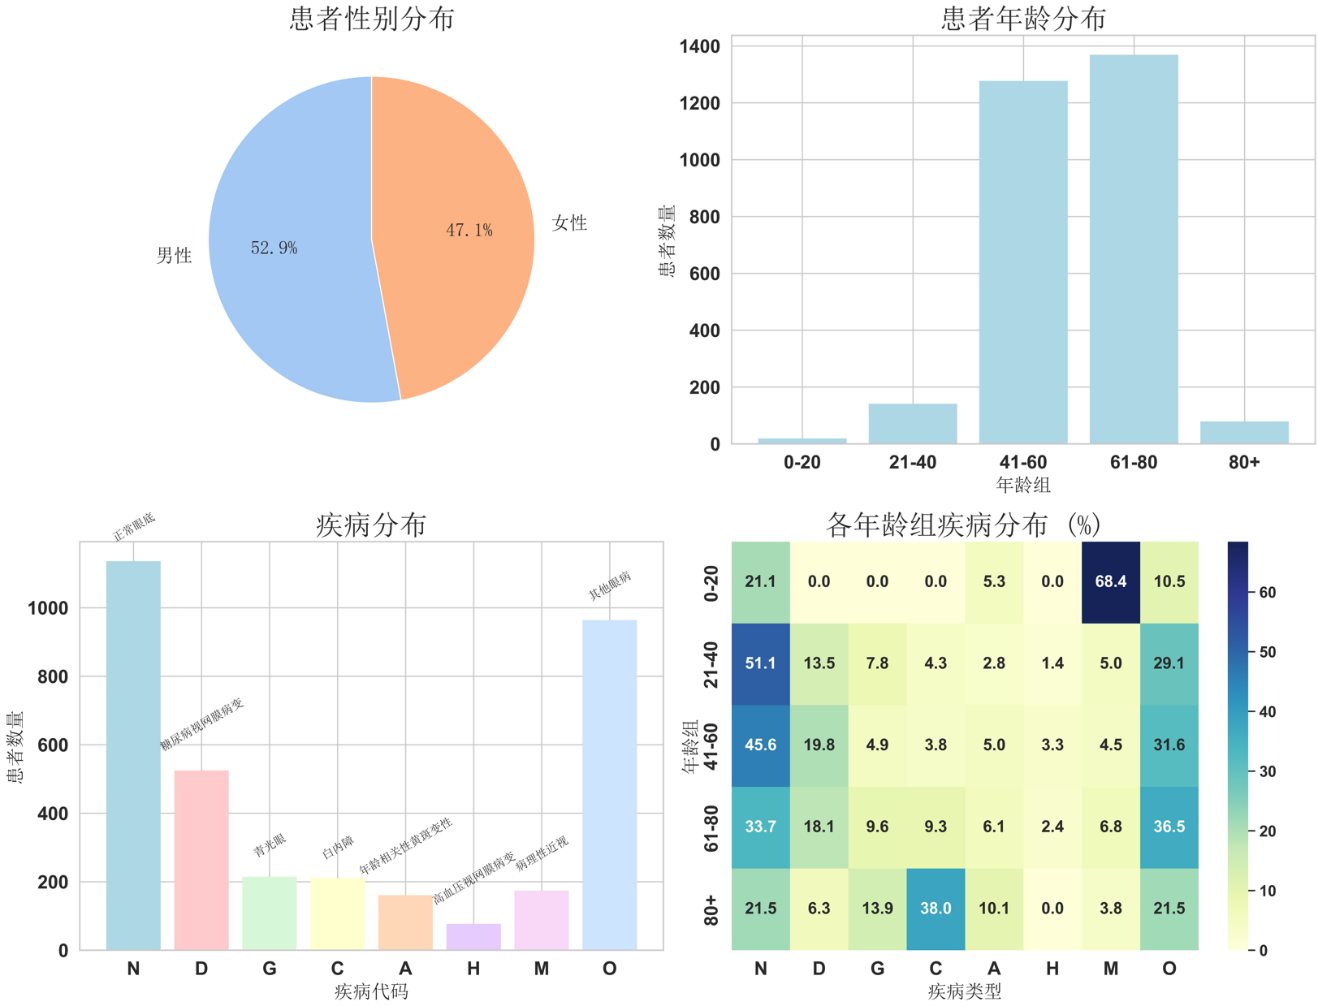 患者性别分布
男性
52.9%
47.1%
女性
患者年龄分布
患者数量
1400
1200
1000
800
600
400
200
0
0-20 21-40 41-60 61-80 80+
年龄组
疾病分布
患者数量
1000
800
600
400
200
0
正常眼底
糖尿病视网膜病变
青光眼
白内障
年龄相关性黄斑变性
高血压视网膜病变
病理性近视
其他眼病
N D G C A H M O
疾病代码
各年龄组疾病分布 (%)
年龄组
0-20 21.1 0.0 0.0 0.0 5.3 0.0 68.4 10.5
21-40 51.1 13.5 7.8 4.3 2.8 1.4 5.0 29.1
41-60 45.6 19.8 4.9 3.8 5.0 3.3 4.5 31.6
61-80 33.7 18.1 9.6 9.3 6.1 2.4 6.8 36.5
80+ 21.5 6.3 13.9 38.0 10.1 0.0 3.8 21.5
N D G C A H M O
疾病类型
60
50
40
30
20
10
0